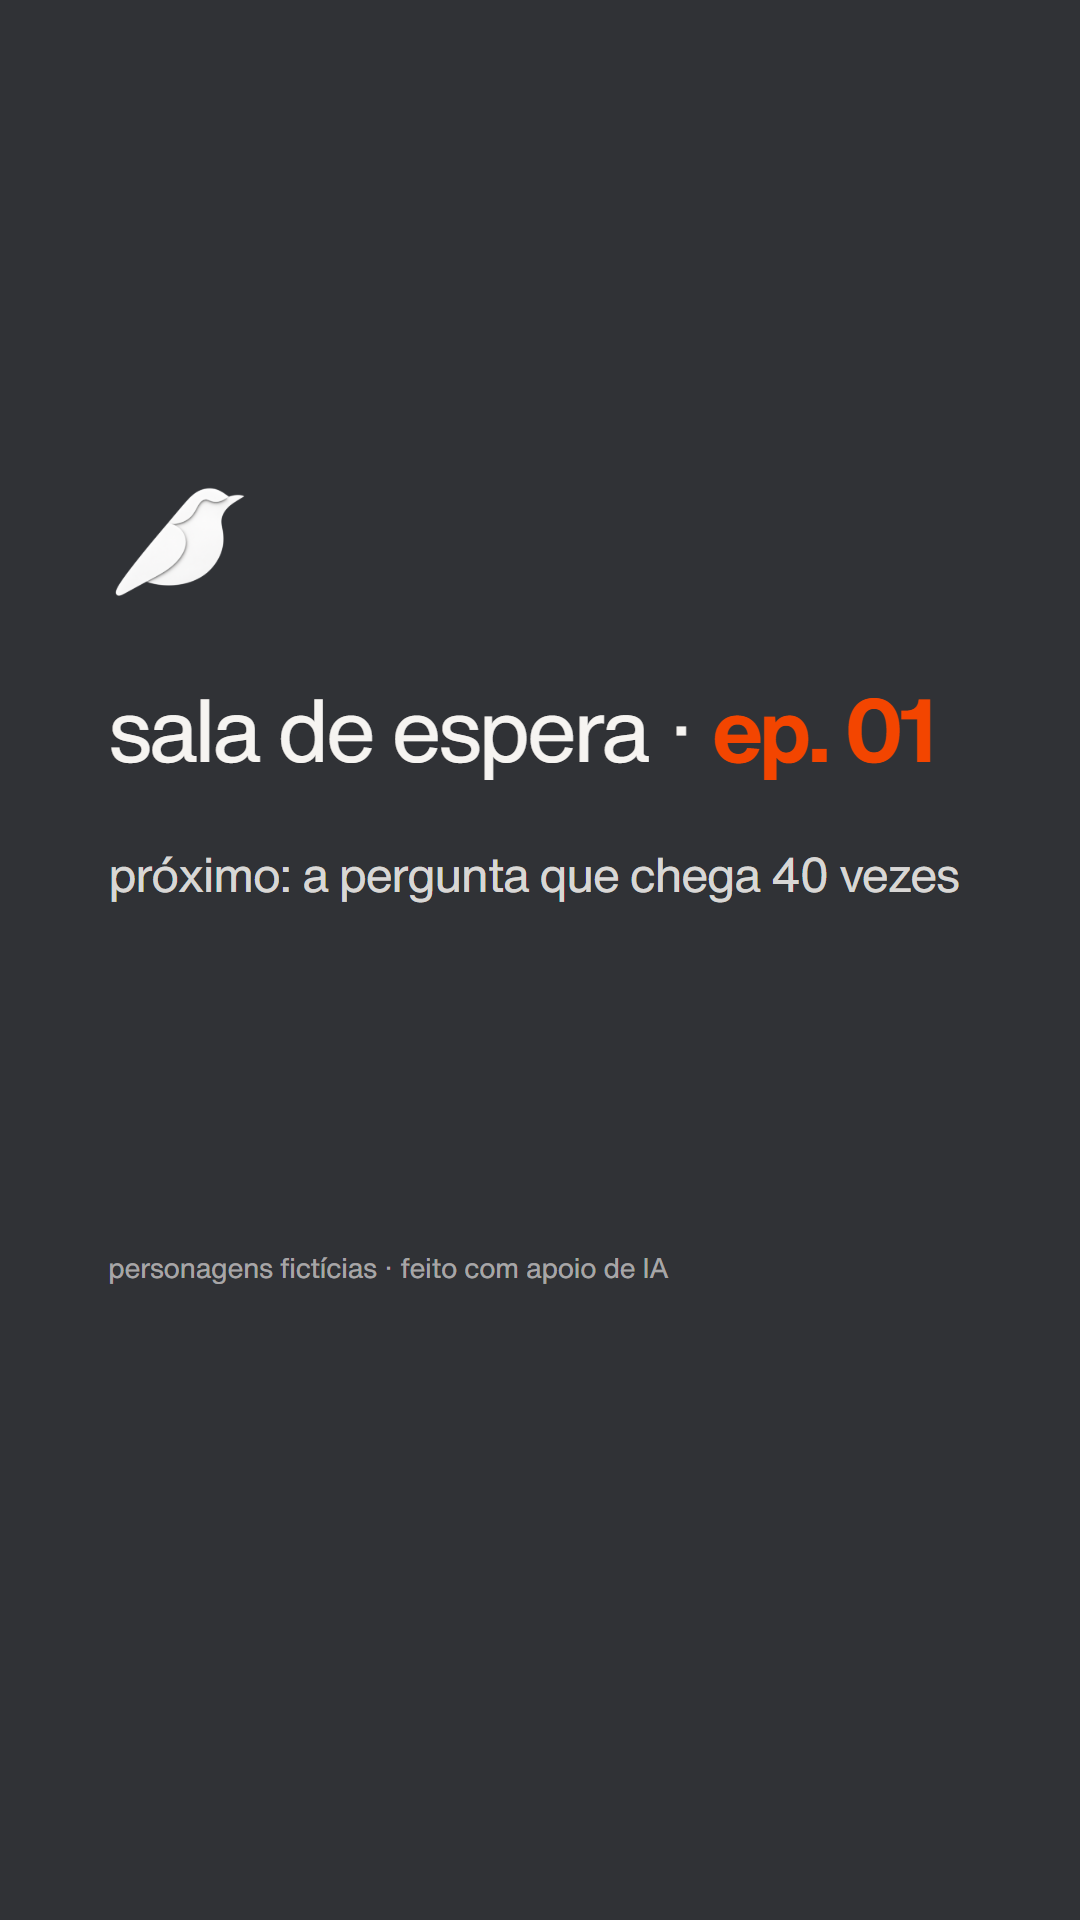 sala de espera · ep. 01
próximo: a pergunta que chega 40 vezes
personagens fictícias · feito com apoio de IA